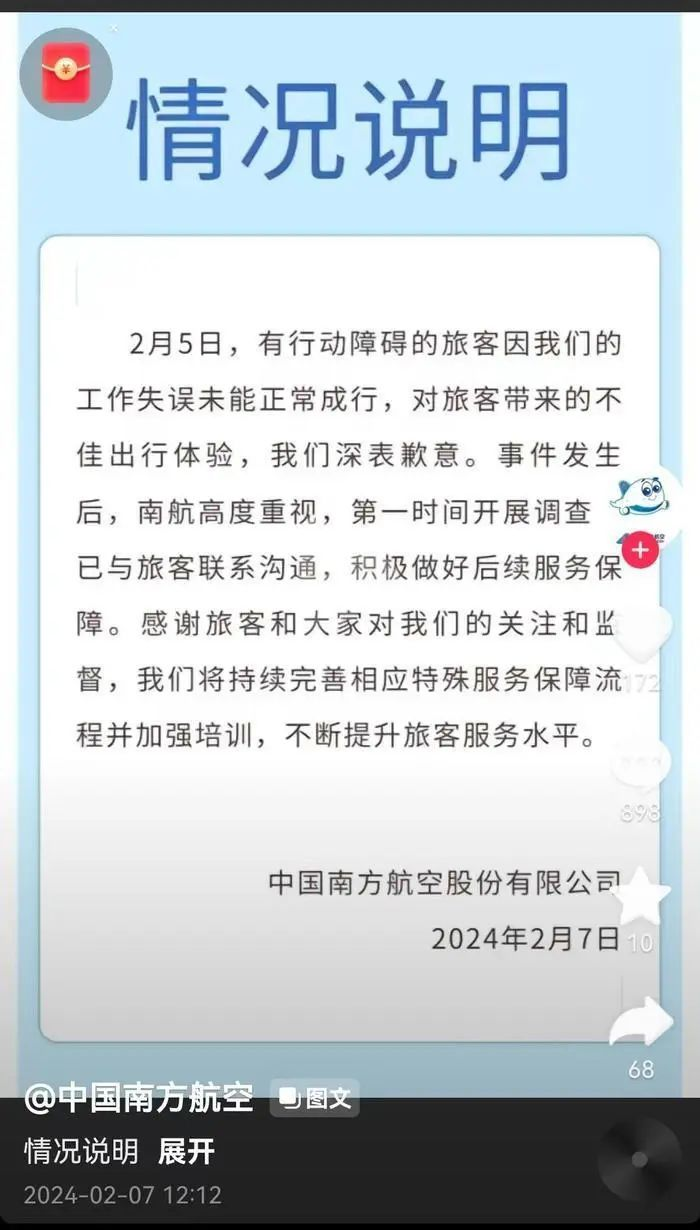 情况说明
2月5日，有行动障碍的旅客因我们的
工作失误未能正常成行，对旅客带来的不
佳出行体验，我们深表歉意。事件发生
后，南航高度重视，第一时间开展调查
已与旅客联系沟通，积极做好后续服务保
障。感谢旅客和大家对我们的关注和监
督，我们将持续完善相应特殊服务保障流
程并加强培训，不断提升旅客服务水平。
172
898
中国南方航空股份有限公司
2024年2月7日
10
68
@中国南方航空 图文
情况说明 展开
2024-02-07 12:12